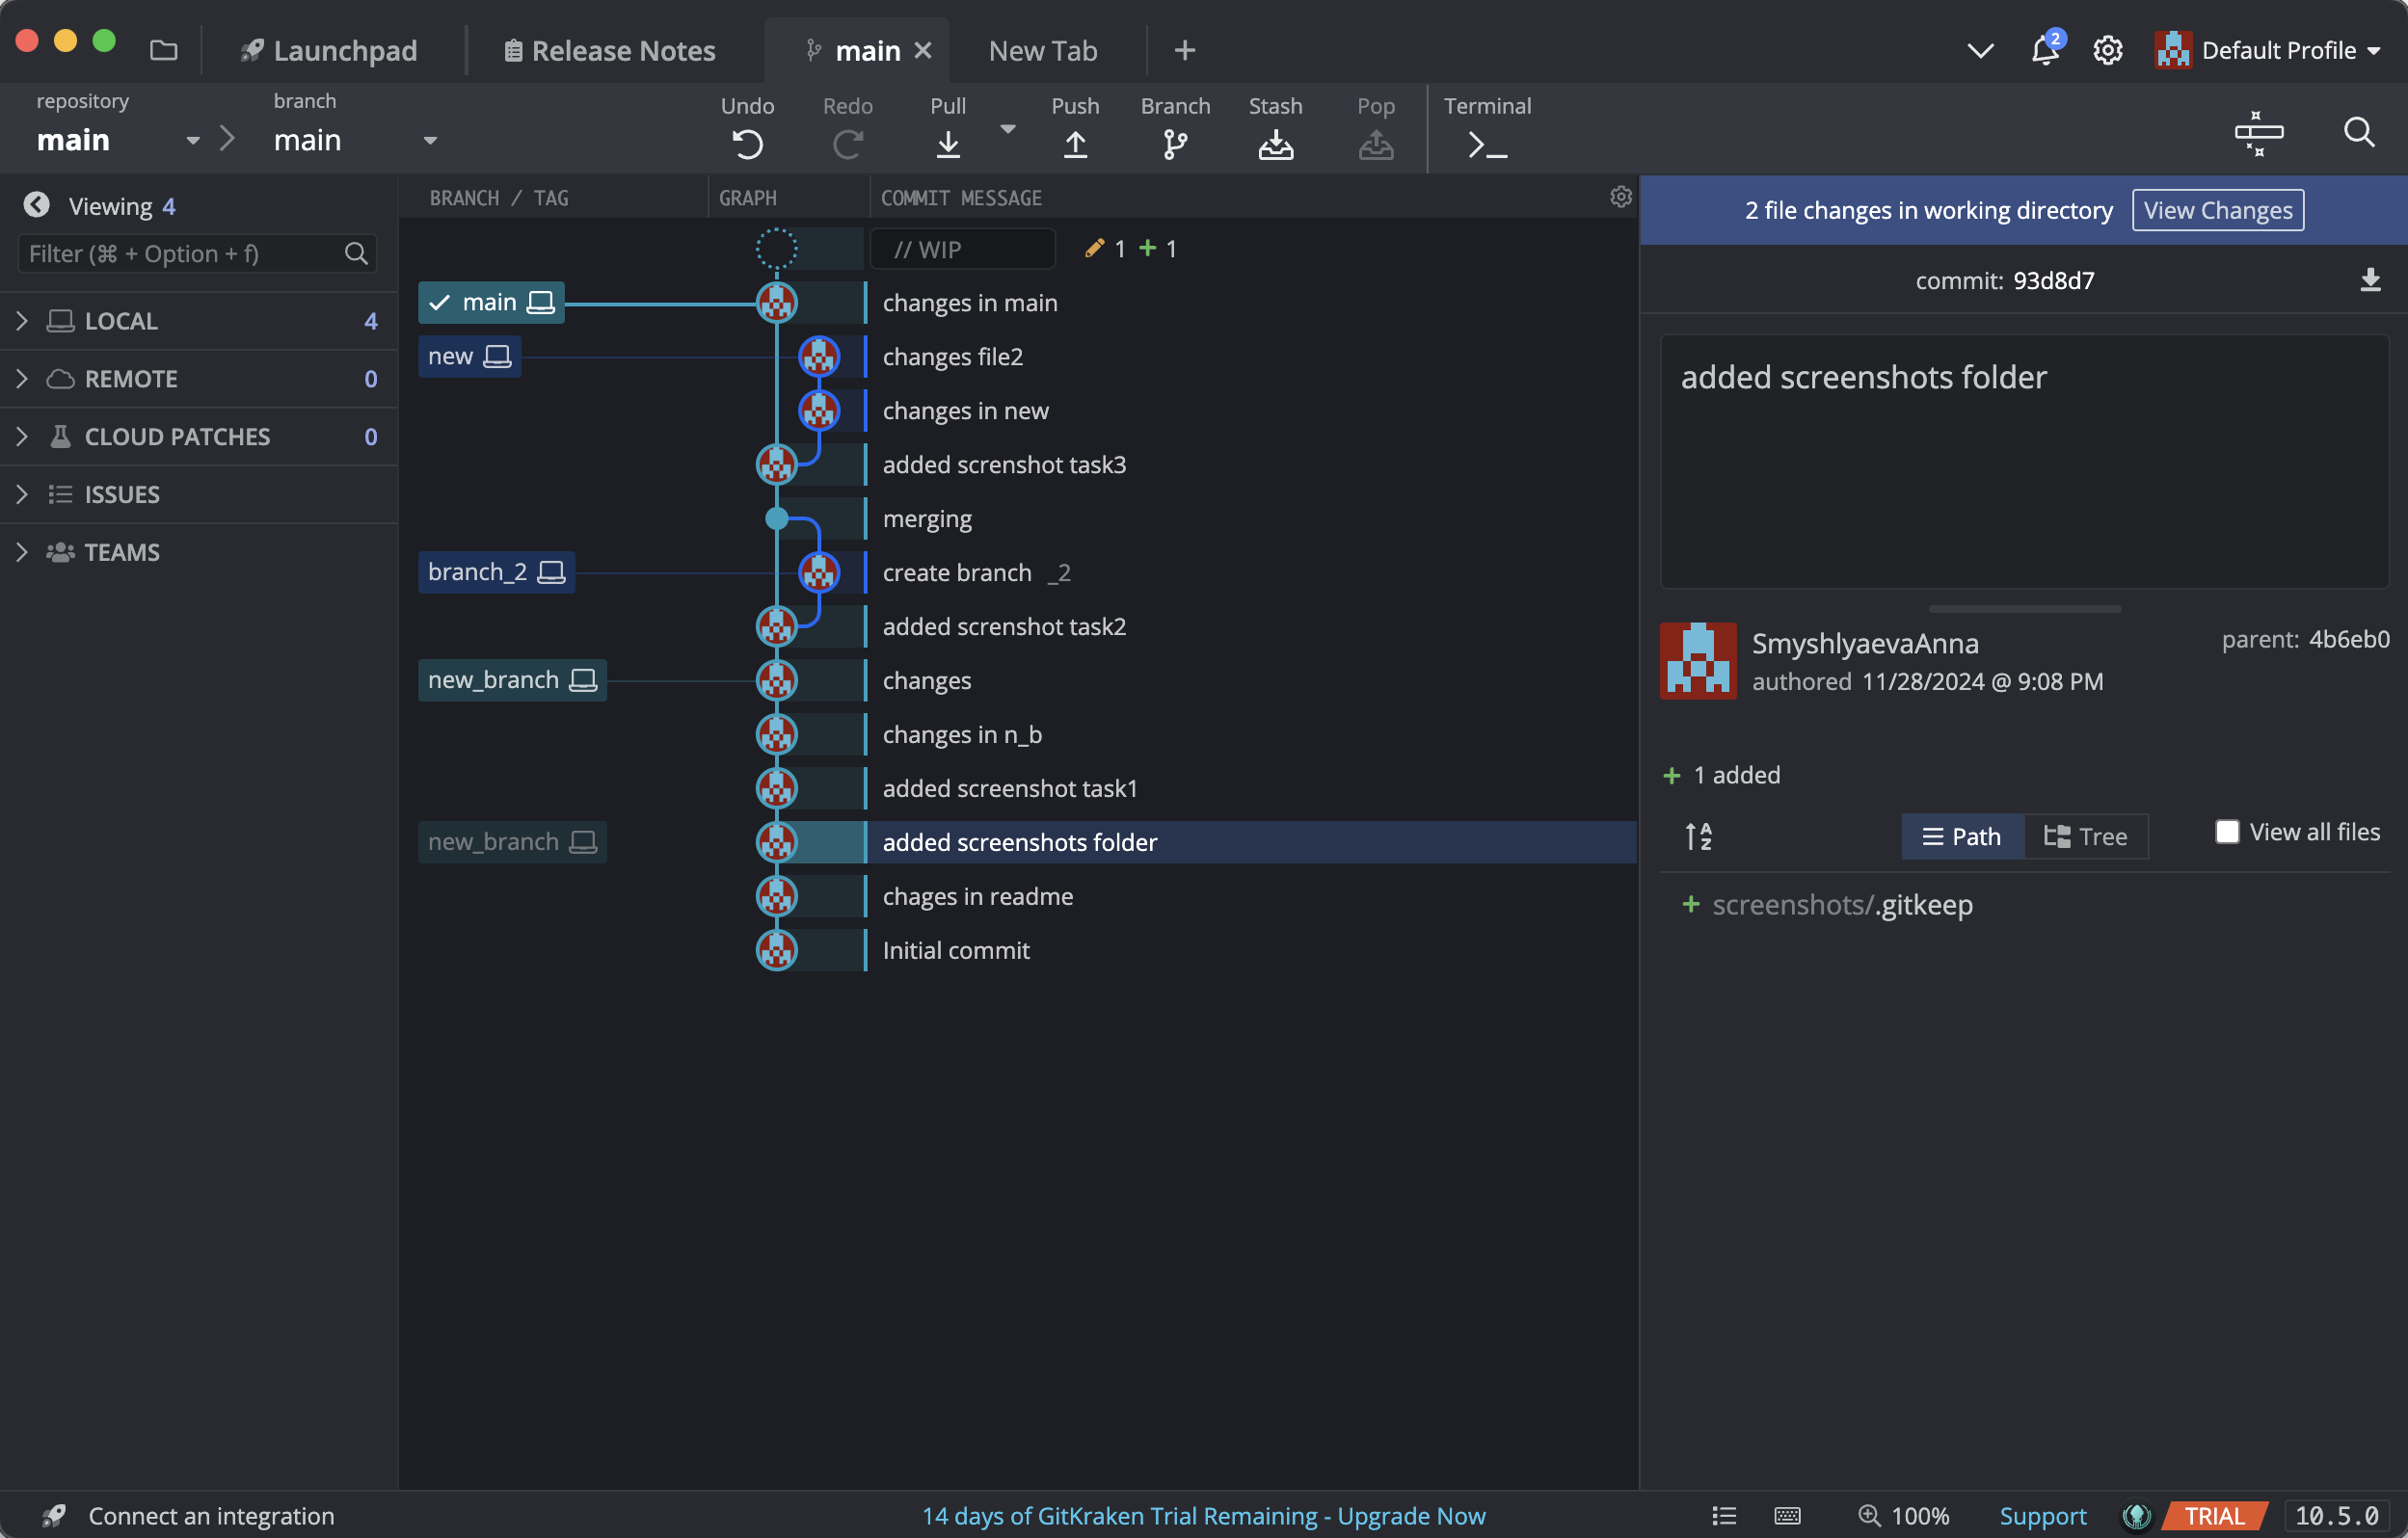 Launchpad
Release Notes
main
New Tab
2
Default Profile
repository
main
branch
main
Undo
Redo
Pull
Push
Branch
Stash
Pop
Terminal
Viewing 4
Filter (⌘ + Option + f)
LOCAL 4
REMOTE 0
CLOUD PATCHES 0
ISSUES
TEAMS
BRANCH / TAG
GRAPH
COMMIT MESSAGE
// WIP 1 + 1
main changes in main
new changes file2
changes in new
added screnshot task3
merging
branch_2 create branch _2
added screnshot task2
new_branch changes
changes in n_b
added screenshot task1
new_branch added screenshots folder
chages in readme
Initial commit
2 file changes in working directory View Changes
commit: 93d8d7
added screenshots folder
SmyshlyaevaAnna
parent: 4b6eb0
authored 11/28/2024 @ 9:08 PM
+ 1 added
A
Z
Path
Tree
View all files
+ screenshots/.gitkeep
Connect an integration
14 days of GitKraken Trial Remaining - Upgrade Now
100%
Support
TRIAL
10.5.0